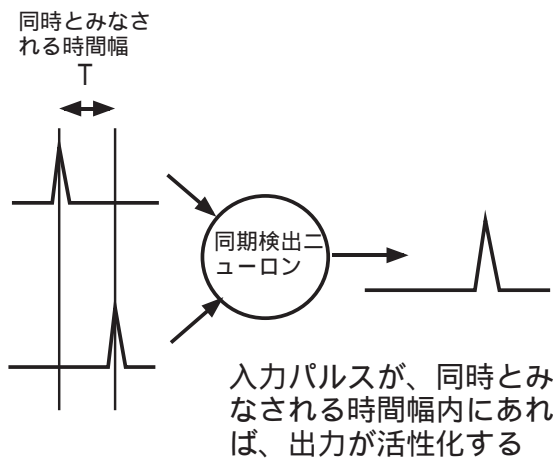 同時とみなさ
れる時間幅
T
同期検出ニ
ューロン
入力パルスが、同時とみ
なされる時間幅内にあれ
ば、出力が活性化する